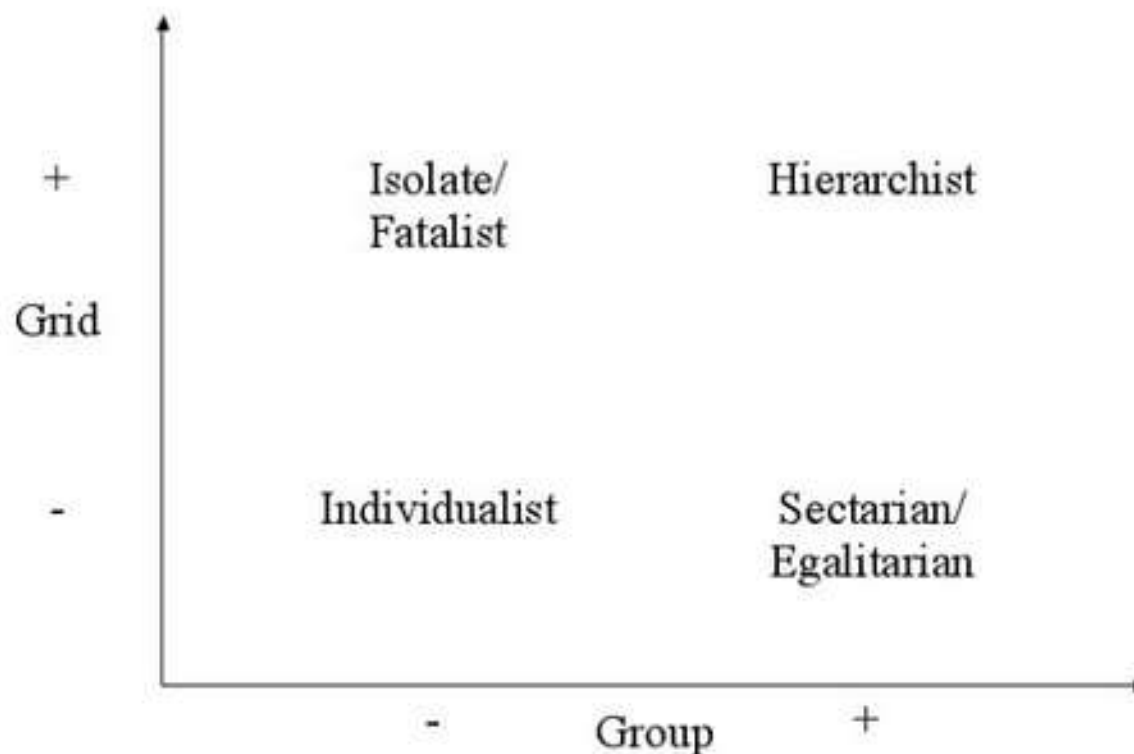 +
Isolate/
Fatalist
Hierarchist
Grid
-
Individualist
Sectarian/
Egalitarian
-
Group
+